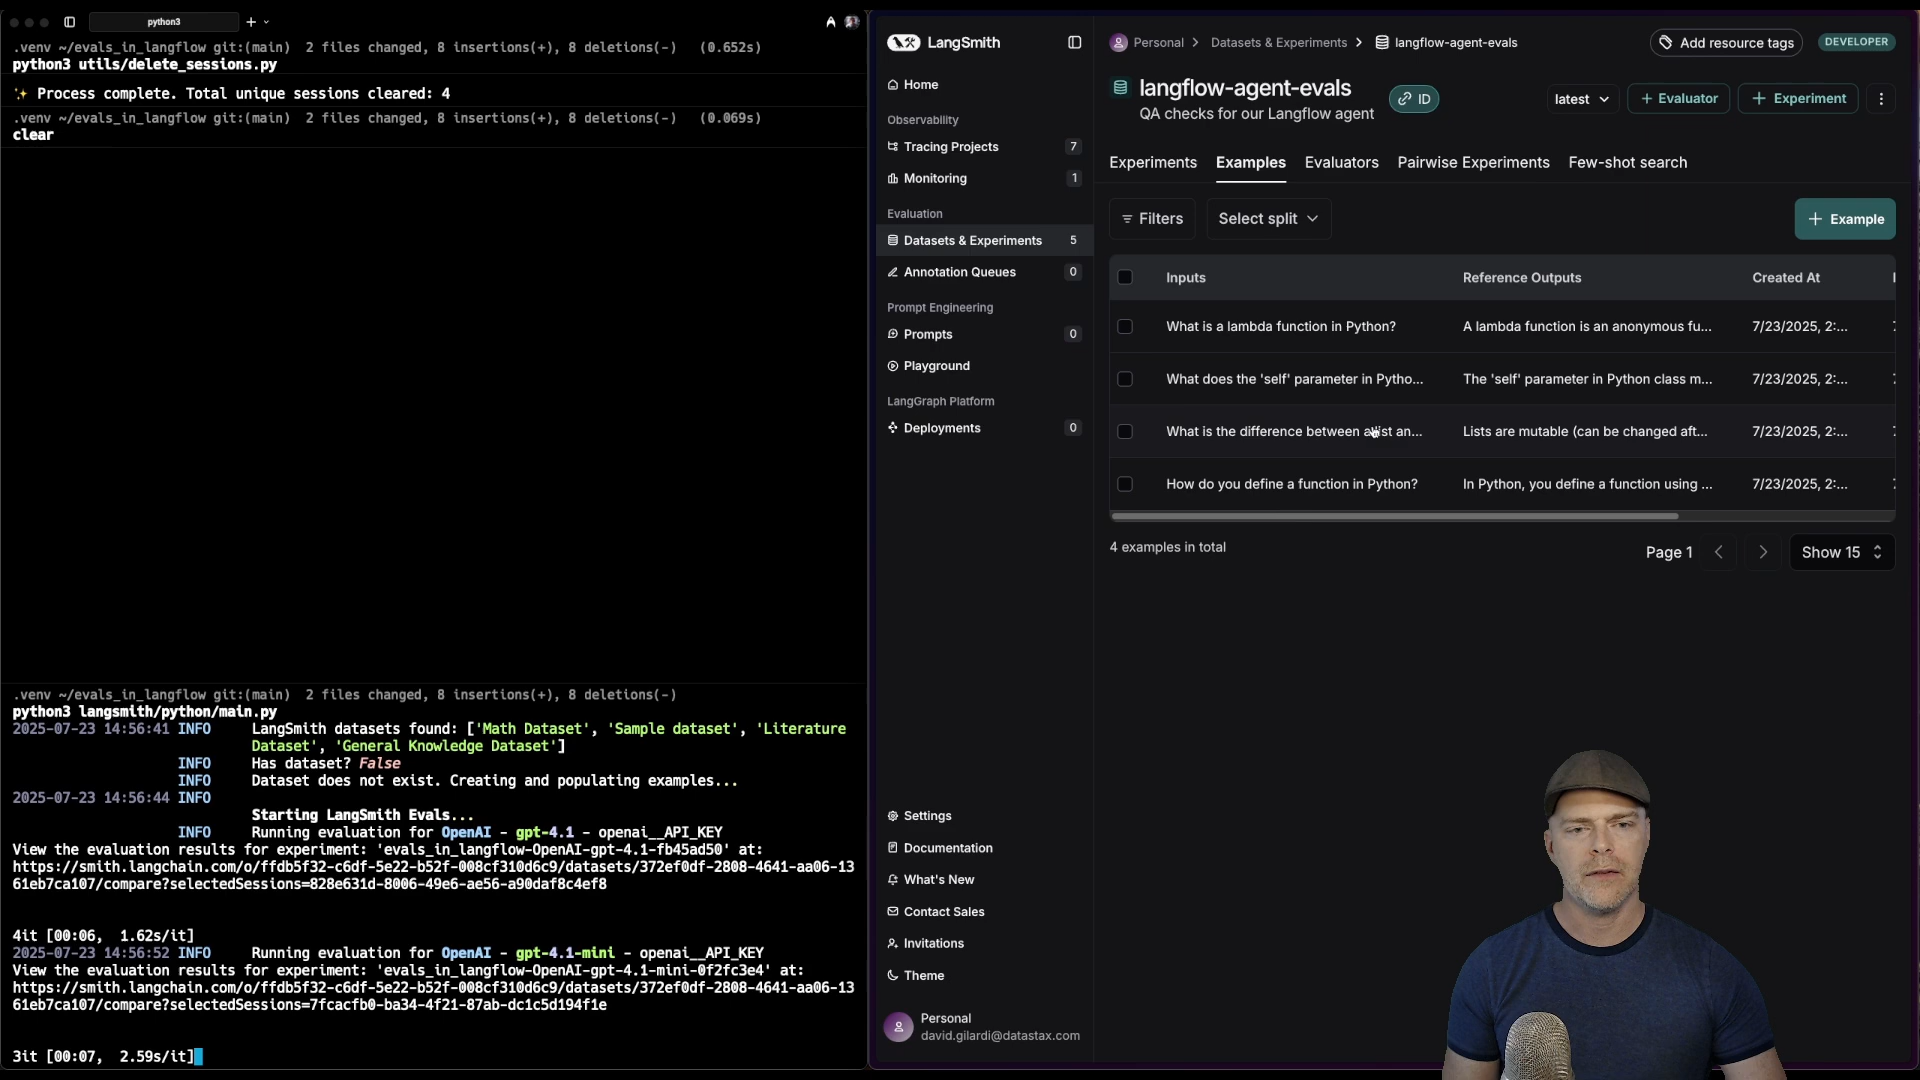 python3
.venv ~/evals_in_langflow git:(main)  2 files changed, 8 insertions(+), 8 deletions(-)   (0.652s)
python3 utils/delete_sessions.py
✨ Process complete. Total unique sessions cleared: 4
.venv ~/evals_in_langflow git:(main)  2 files changed, 8 insertions(+), 8 deletions(-)   (0.069s)
clear
.venv ~/evals_in_langflow git:(main)  2 files changed, 8 insertions(+), 8 deletions(-)
python3 langsmith/python/main.py
2025-07-23 14:56:41 INFO     LangSmith datasets found: ['Math Dataset', 'Sample dataset', 'Literature
Dataset', 'General Knowledge Dataset']
INFO     Has dataset? False
INFO     Dataset does not exist. Creating and populating examples...
2025-07-23 14:56:44 INFO
Starting LangSmith Evals...
INFO     Running evaluation for OpenAI - gpt-4.1 - openai__API_KEY
View the evaluation results for experiment: 'evals_in_langflow-OpenAI-gpt-4.1-fb45ad50' at:
https://smith.langchain.com/o/ffdb5f32-c6df-5e22-b52f-008cf310d6c9/datasets/372ef0df-2808-4641-aa06-13
61eb7ca107/compare?selectedSessions=828e631d-8006-49e6-ae56-a90daf8c4ef8
4it [00:06,  1.62s/it]
2025-07-23 14:56:52 INFO     Running evaluation for OpenAI - gpt-4.1-mini - openai__API_KEY
View the evaluation results for experiment: 'evals_in_langflow-OpenAI-gpt-4.1-mini-0f2fc3e4' at:
https://smith.langchain.com/o/ffdb5f32-c6df-5e22-b52f-008cf310d6c9/datasets/372ef0df-2808-4641-aa06-13
61eb7ca107/compare?selectedSessions=7fcacfb0-ba34-4f21-87ab-dc1c5d194f1e
3it [00:07,  2.59s/it]
LangSmith
Home
Observability
Tracing Projects 7
Monitoring 1
Evaluation
Datasets & Experiments 5
Annotation Queues 0
Prompt Engineering
Prompts 0
Playground
LangGraph Platform
Deployments 0
Settings
Documentation
What's New
Contact Sales
Invitations
Theme
Personal
david.gilardi@datastax.com
Personal > Datasets & Experiments > langflow-agent-evals
Add resource tags
DEVELOPER
langflow-agent-evals
QA checks for our Langflow agent
ID
latest
+ Evaluator
+ Experiment
Experiments Examples Evaluators Pairwise Experiments Few-shot search
Filters
Select split
+ Example
Inputs Reference Outputs Created At
What is a lambda function in Python? A lambda function is an anonymous fu... 7/23/2025, 2:...
What does the 'self' parameter in Pytho... The 'self' parameter in Python class m... 7/23/2025, 2:...
What is the difference between a list an... Lists are mutable (can be changed aft... 7/23/2025, 2:...
How do you define a function in Python? In Python, you define a function using ... 7/23/2025, 2:...
4 examples in total
Page 1
Show 15